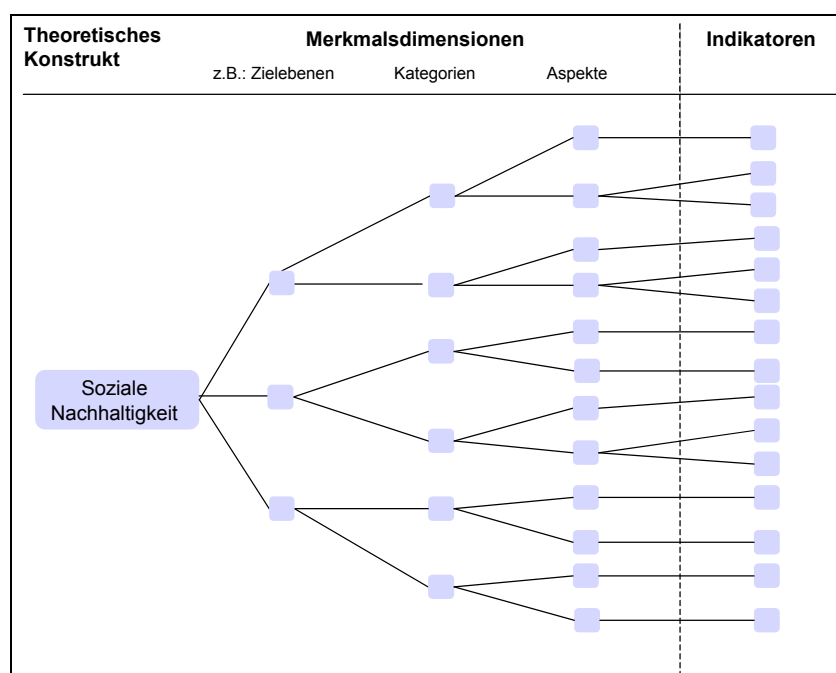 Theoretisches
Konstrukt
Merkmalsdimensionen
Indikatoren
z.B.: Zielebenen
Kategorien
Aspekte
Soziale
Nachhaltigkeit